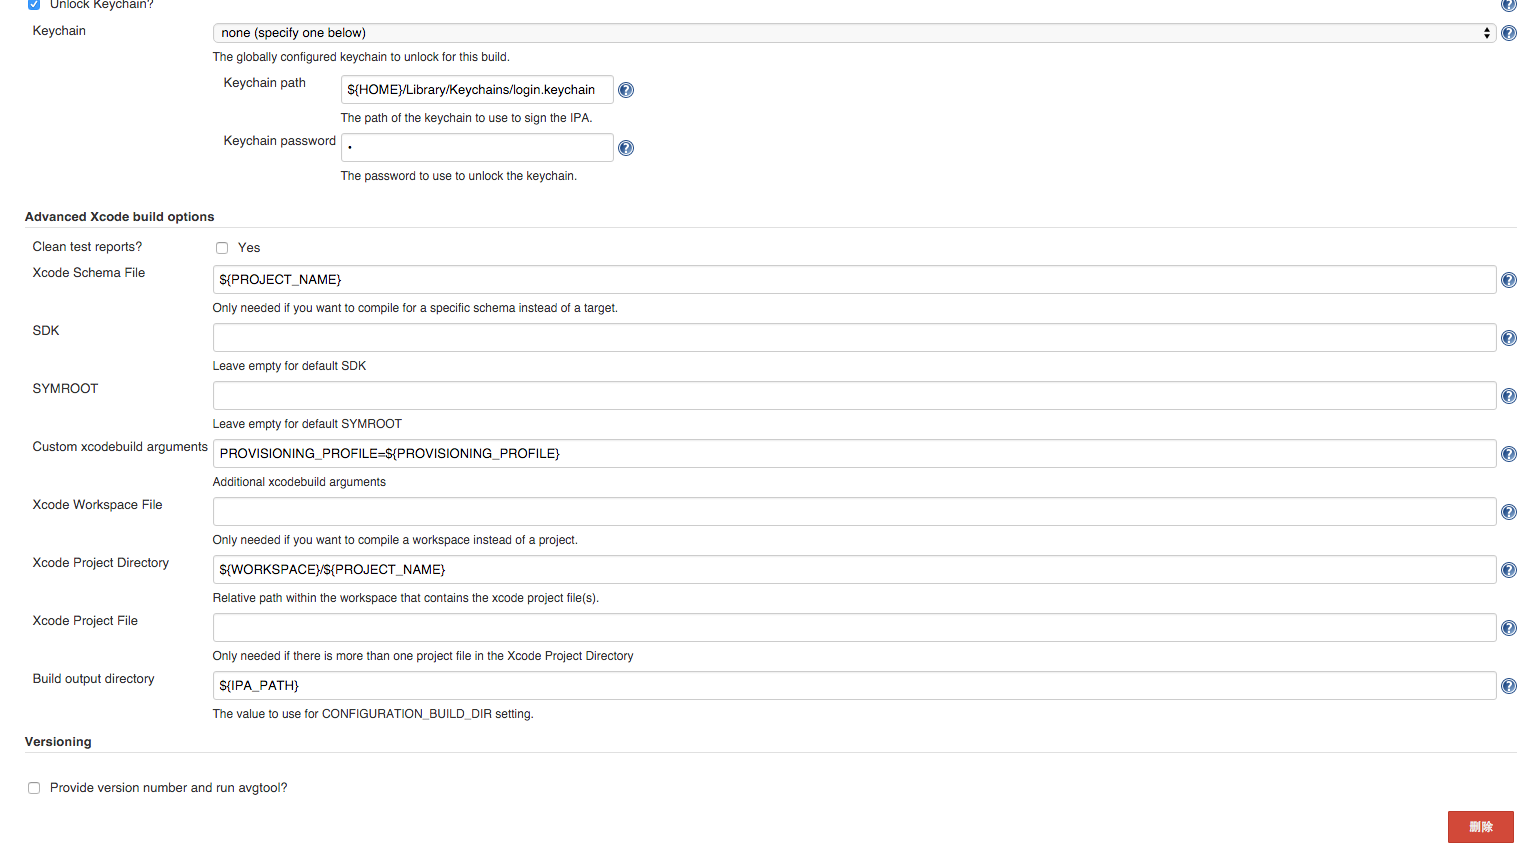 Unlock Keychain?
Keychain
none (specify one below)
The globally configured keychain to unlock for this build.
Keychain path
${HOME}/Library/Keychains/login.keychain
The path of the keychain to use to sign the IPA.
Keychain password
•
The password to use to unlock the keychain.
Advanced Xcode build options
Clean test reports?
Yes
Xcode Schema File
${PROJECT_NAME}
Only needed if you want to compile for a specific schema instead of a target.
SDK
Leave empty for default SDK
SYMROOT
Leave empty for default SYMROOT
Custom xcodebuild arguments
PROVISIONING_PROFILE=${PROVISIONING_PROFILE}
Additional xcodebuild arguments
Xcode Workspace File
Only needed if you want to compile a workspace instead of a project.
Xcode Project Directory
${WORKSPACE}/${PROJECT_NAME}
Relative path within the workspace that contains the xcode project file(s).
Xcode Project File
Only needed if there is more than one project file in the Xcode Project Directory
Build output directory
${IPA_PATH}
The value to use for CONFIGURATION_BUILD_DIR setting.
Versioning
Provide version number and run avgtool?
删除